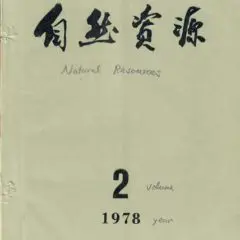 自然资源
Natural Resources
2 volume
1978 year